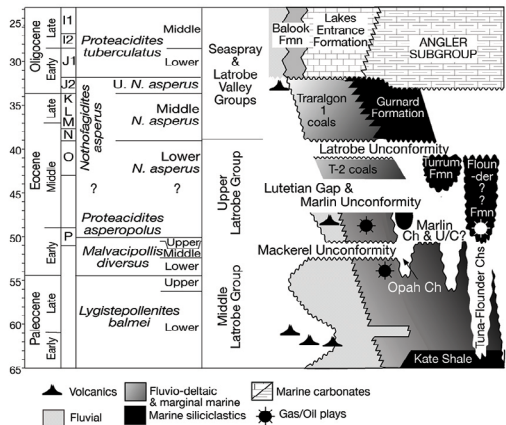 25
30
35
40
45
50
55
60
65
Oligocene
Late
Early
Eocene
Late
Middle
Early
Paleocene
Late
Early
I1
I2
J1
J2
K
L
M
N
O
P
Nothofagidites
asperus
Proteacidites
tuberculatus
Middle
Lower
U. N. asperus
Middle
N. asperus
Lower
N. asperus
? ?
Proteacidites
asperopolus
Malvacipollis
diversus
Upper
Middle
Lower
Lygistepollenites
balmei
Upper
Lower
Seaspray
&
Latrobe
Valley
Groups
Upper
Latrobe Group
Middle
Latrobe Group
Balook
Fmn
Lakes
Entrance
Formation
ANGLER
SUBGROUP
Traralgon
1
coals
Gurnard
Formation
Latrobe Unconformity
T-2 coals
Turrum
Fmn
Floun-
der
?
?
Fmn
Lutetian Gap &
Marlin Unconformity
Marlin
Ch & U/C?
Mackerel Unconformity
Opah Ch
Tuna-Flounder Chs
Kate Shale
Volcanics
Fluvio-deltaic
& marginal marine
Marine carbonates
Fluvial
Marine siliciclastics
Gas/Oil plays